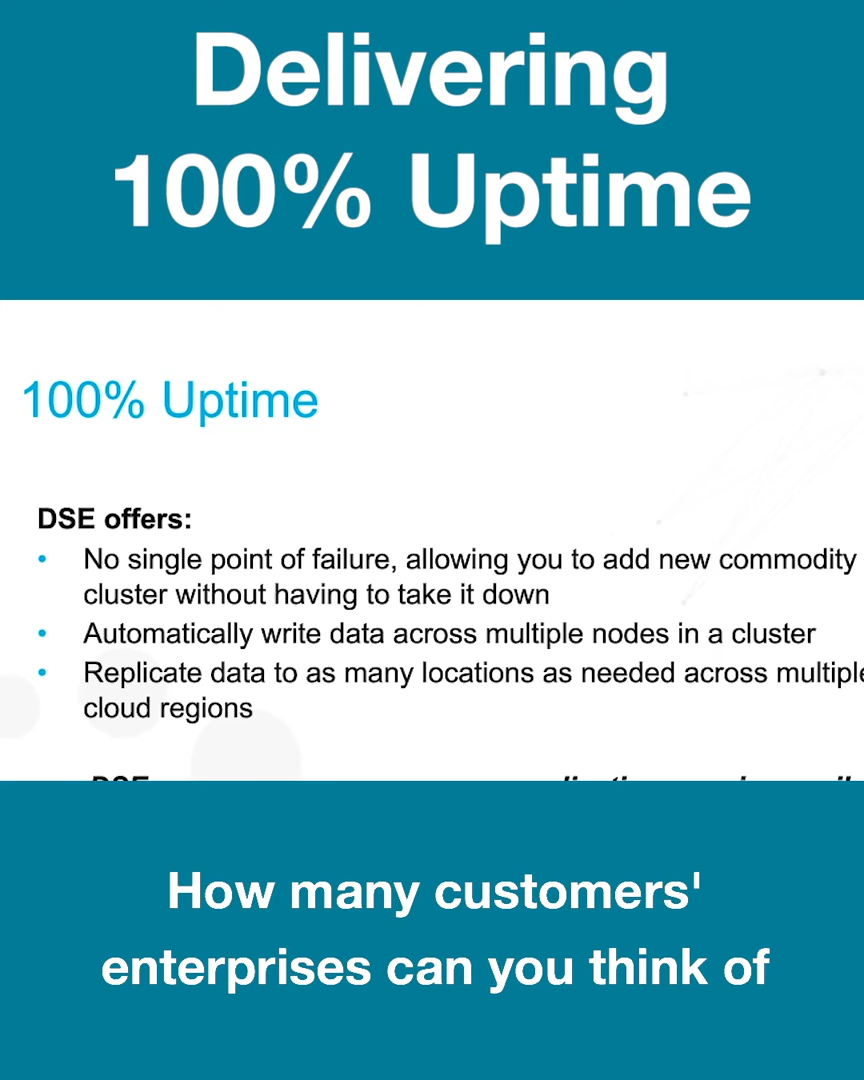 Delivering
100% Uptime
100% Uptime
DSE offers:
• No single point of failure, allowing you to add new commodity
cluster without having to take it down
• Automatically write data across multiple nodes in a cluster
• Replicate data to as many locations as needed across multiple
cloud regions
How many customers'
enterprises can you think of